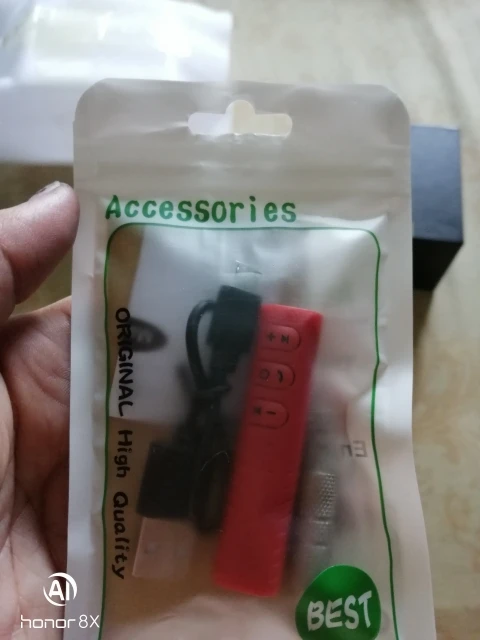 Accessories
ORIGINAL High Quality
BEST
AI
honor 8X